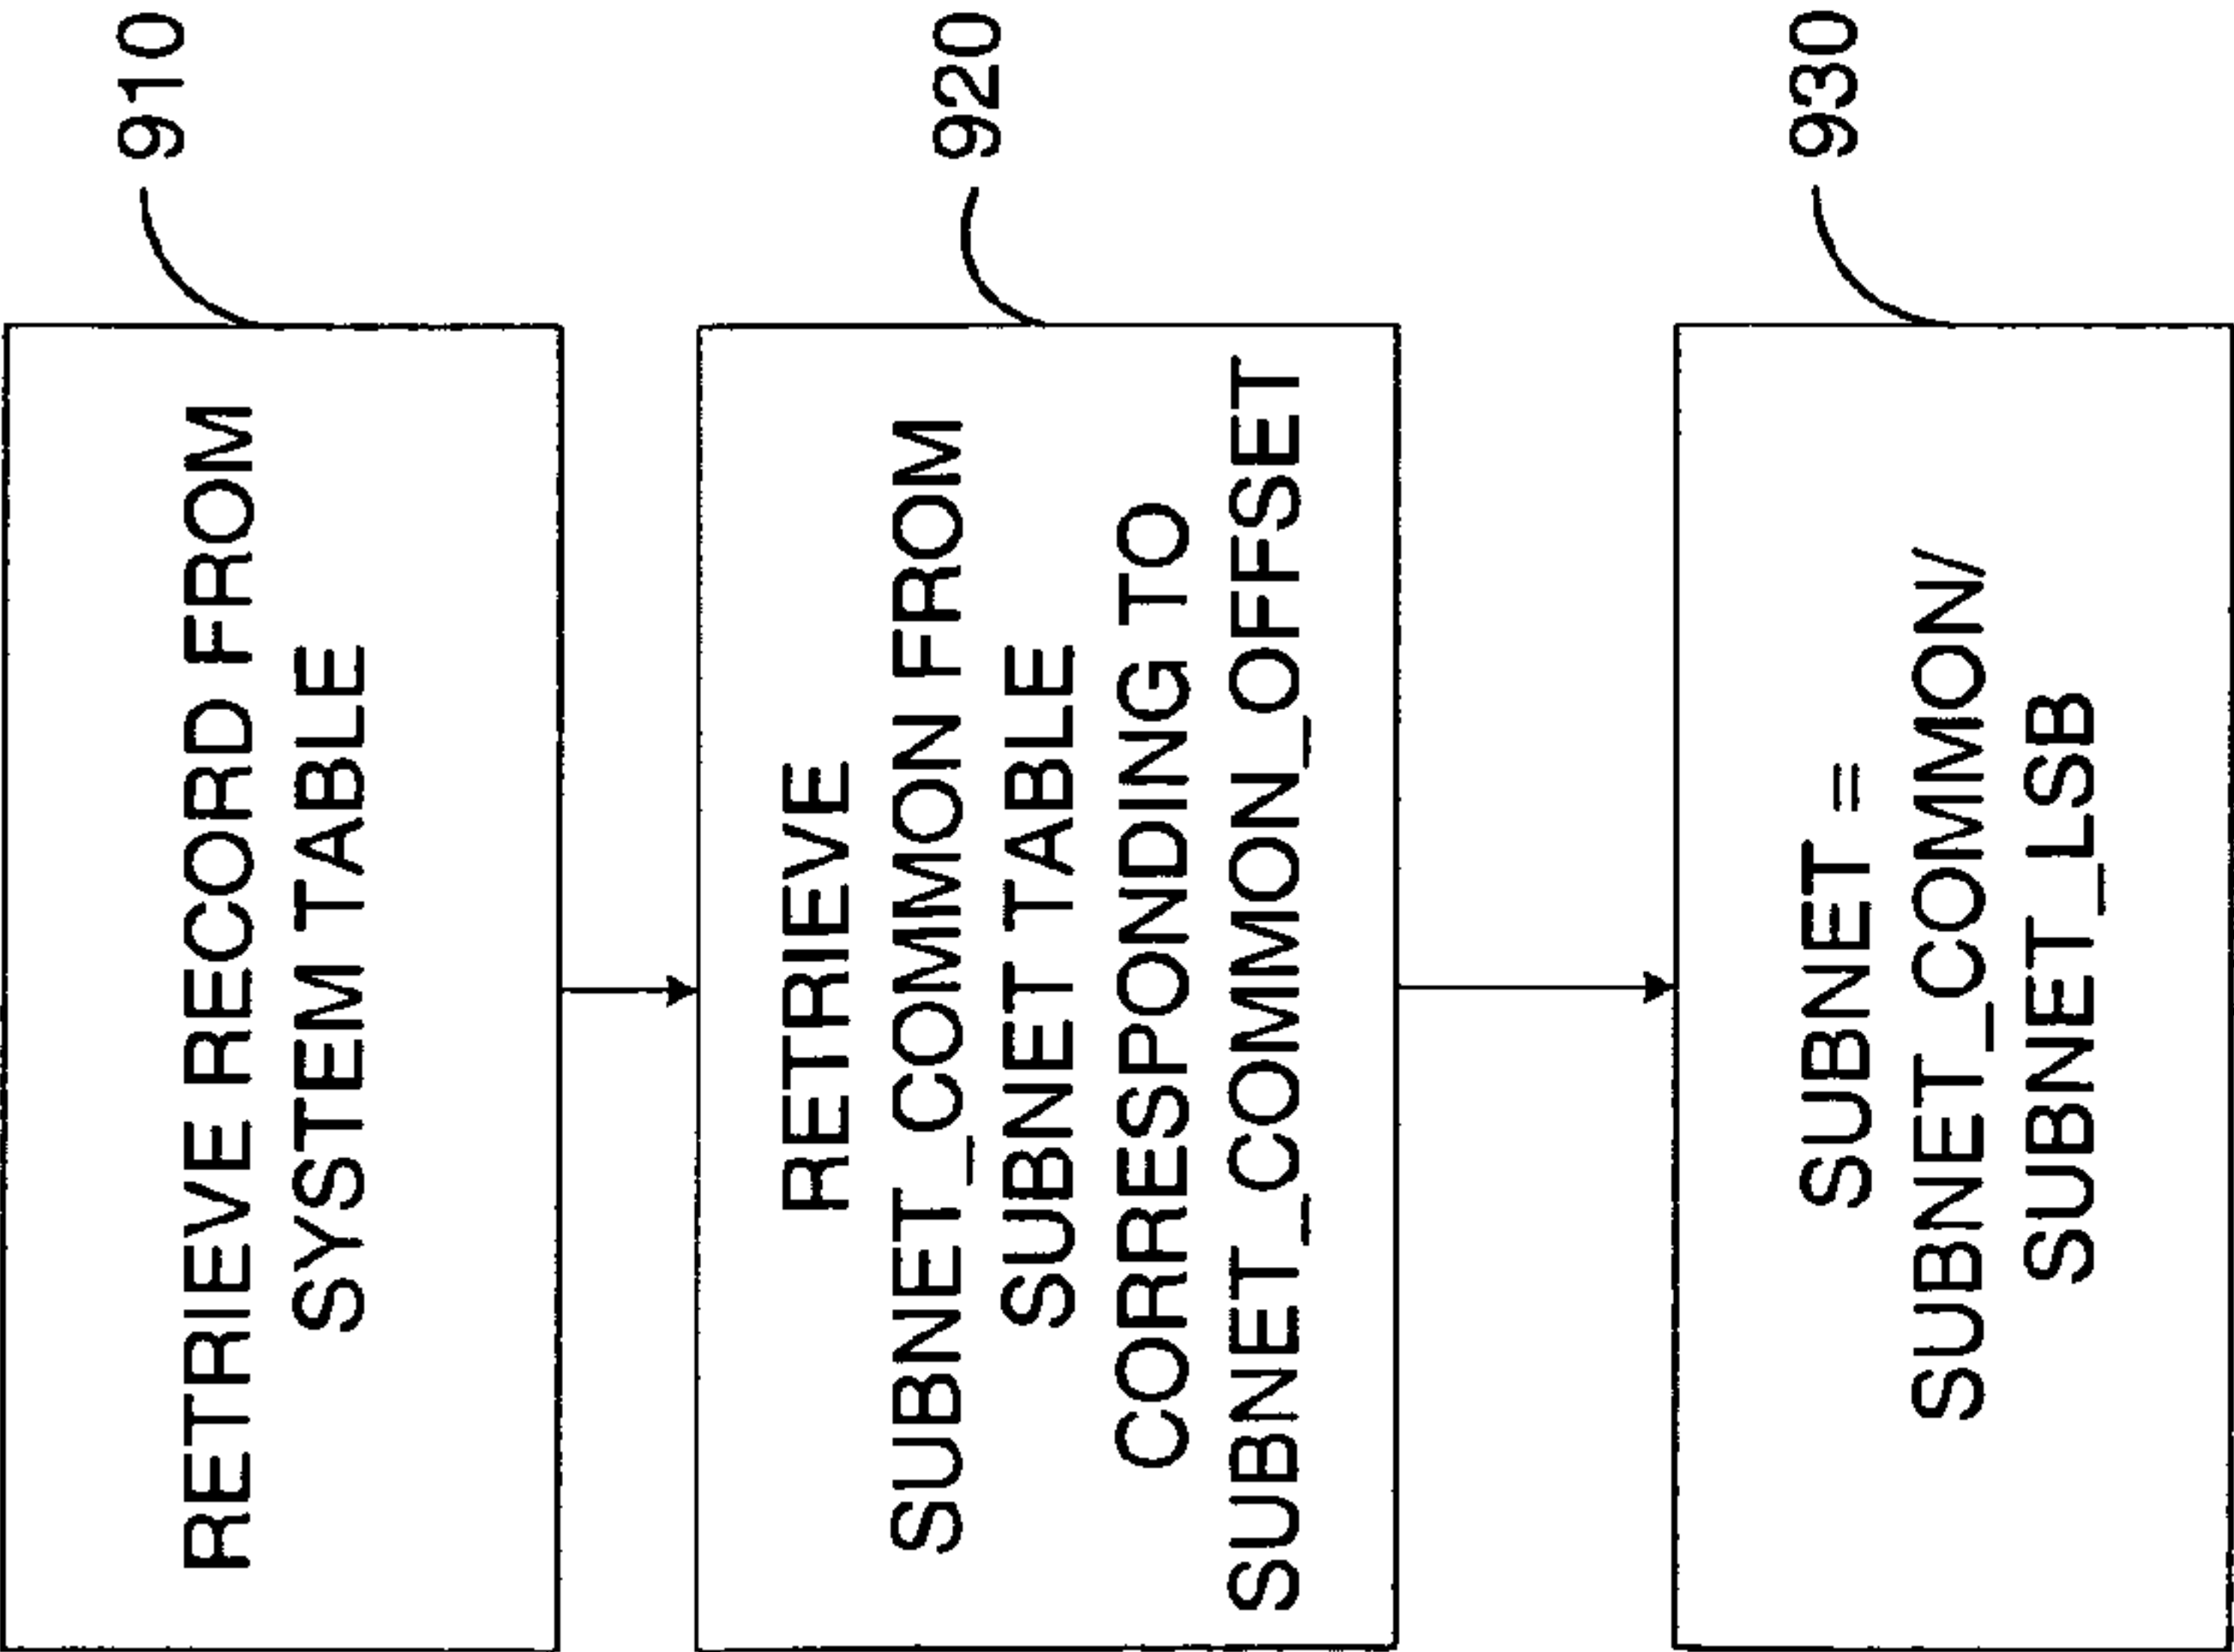 RETRIEVE RECORD FROM
SYSTEM TABLE
910
RETRIEVE
SUBNET_COMMON FROM
SUBNET TABLE
CORRESPONDING TO
SUBNET_COMMON_OFFSET
920
SUBNET =
SUBNET_COMMON/
SUBNET_LSB
930